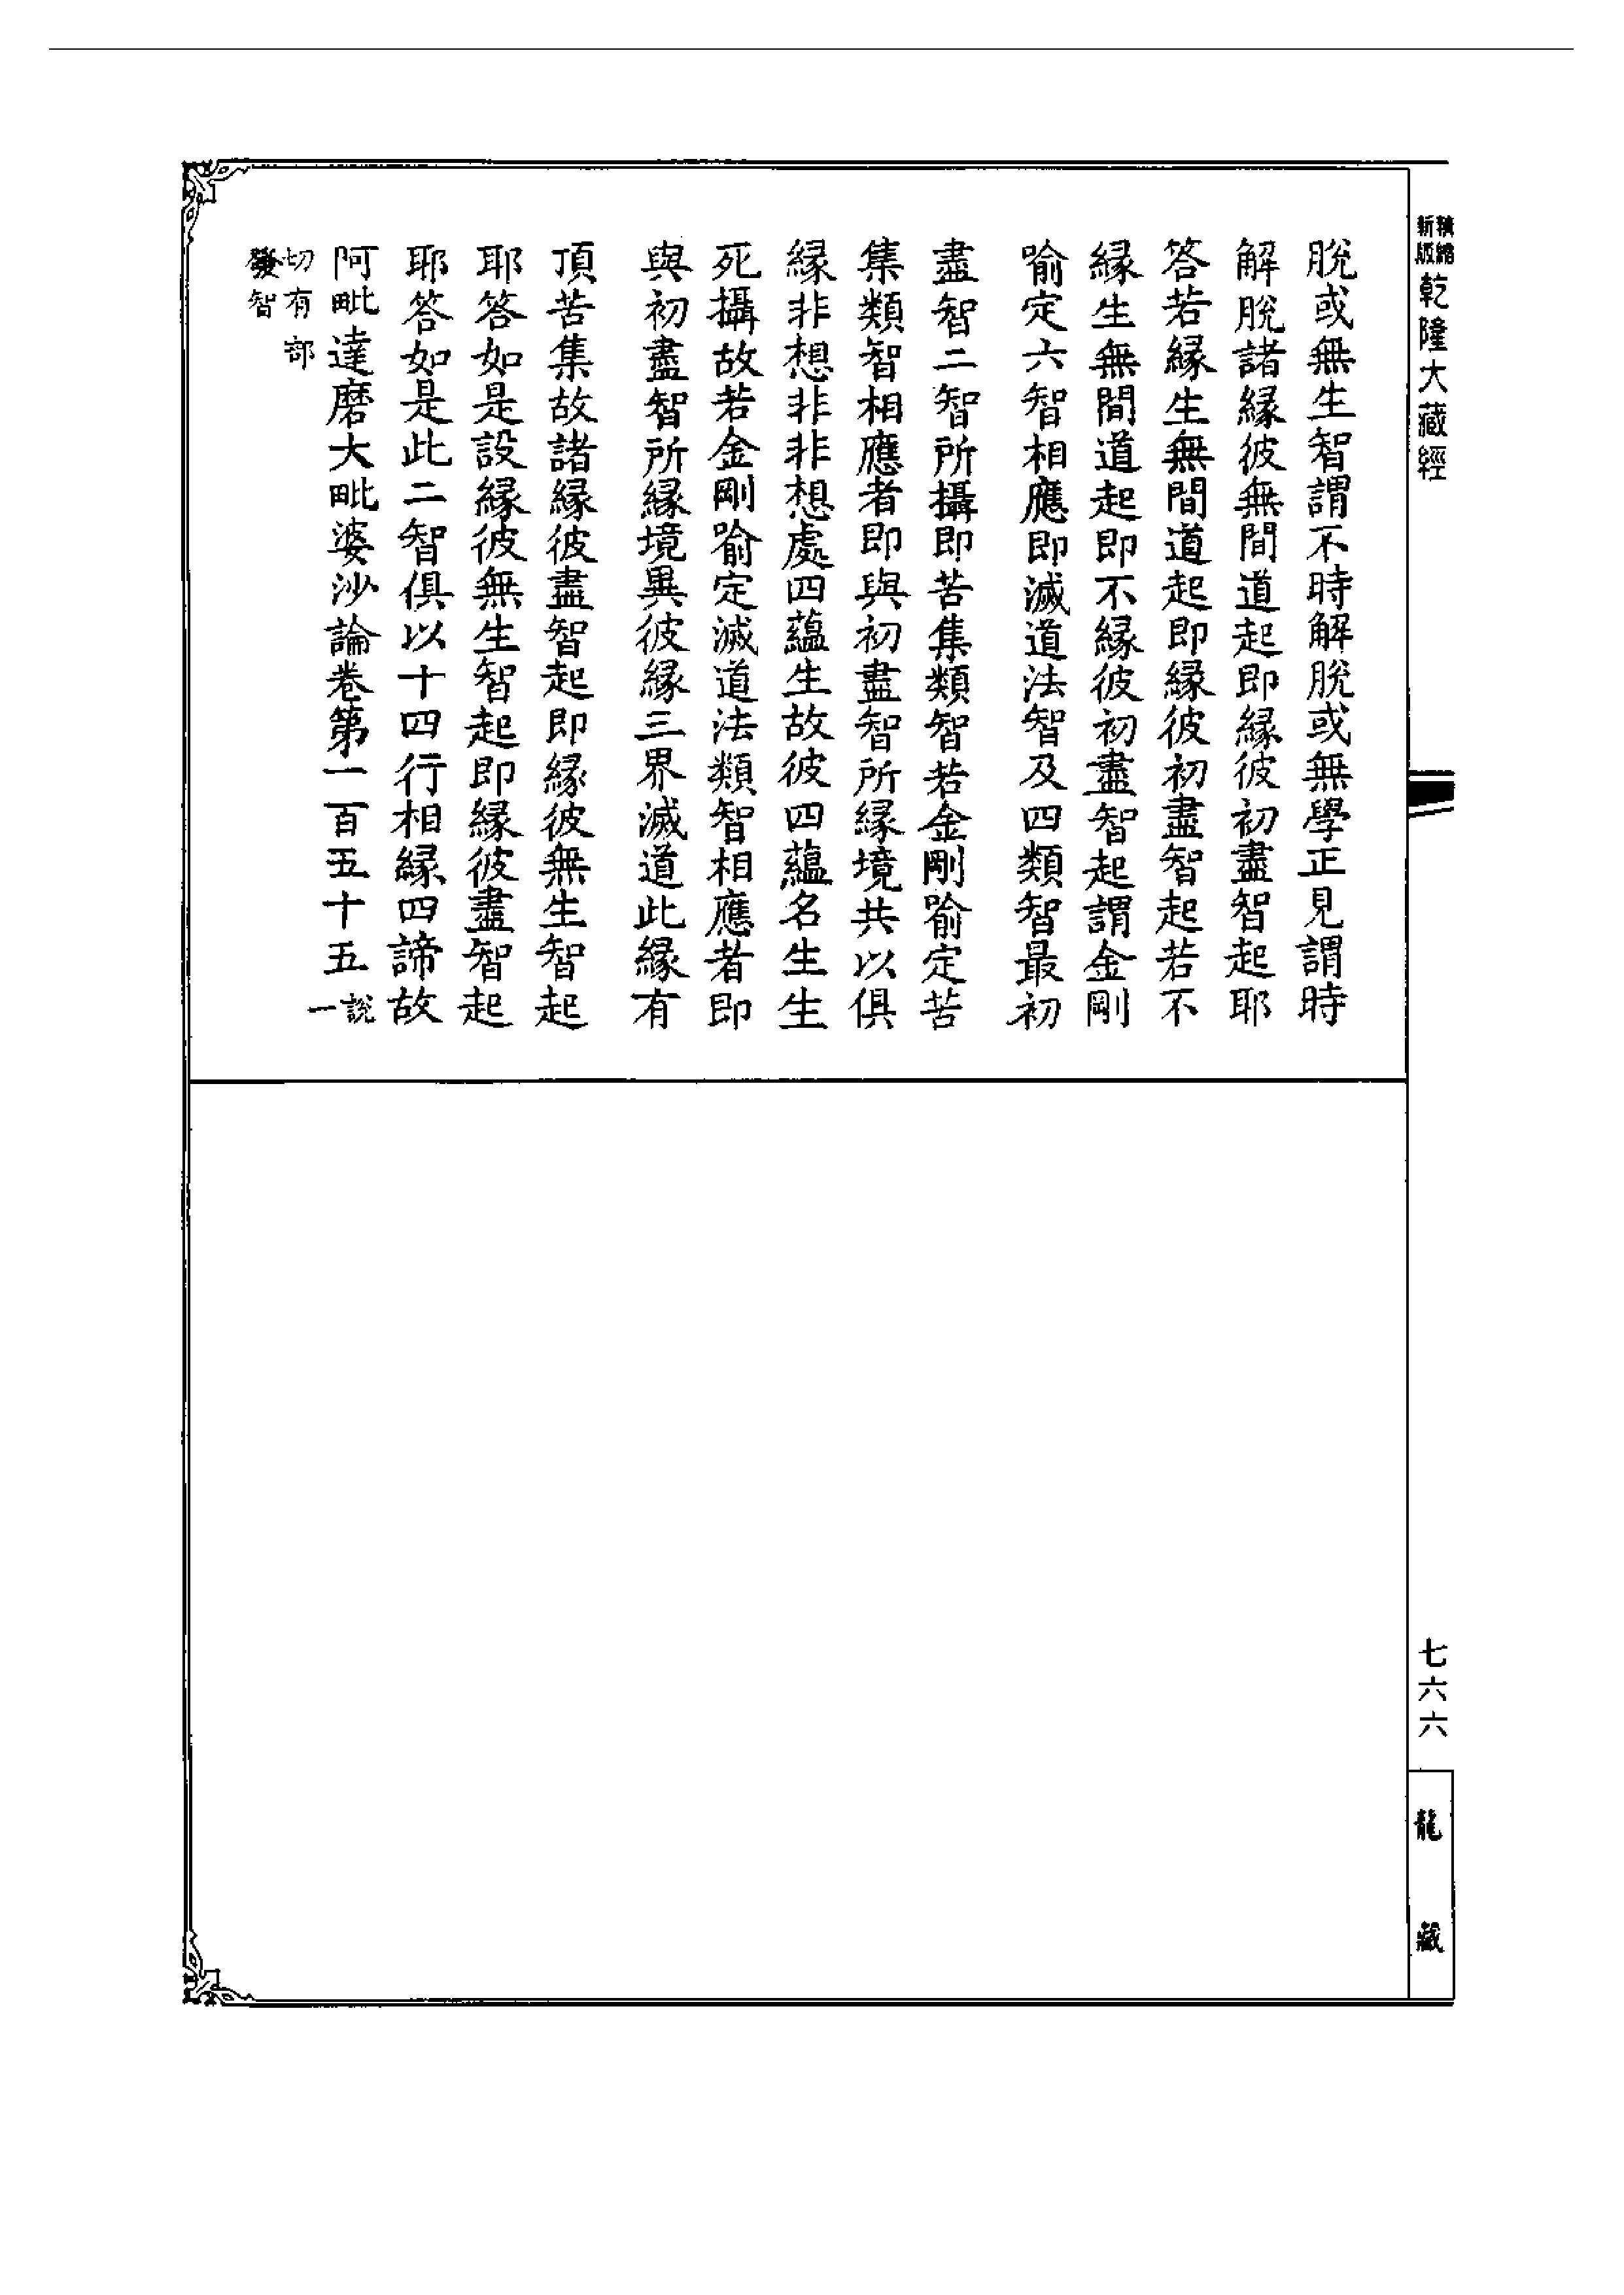 新版精縮乾隆大藏經
脫或無生智謂不時解脫或無學正見謂時
解脫諸緣彼無間道起即緣彼初盡智起耶
答若緣生無間道起即緣彼初盡智起若不
緣生無間道起即不緣彼初盡智起謂金剛
喻定六智相應即滅道法智及四類智最初
盡智二智所攝即苦集類智若金剛喻定苦
集類智相應者即與初盡智所緣境共以俱
緣非想非非想處四蘊生故彼四蘊名生生
死攝故若金剛喻定滅道法類智相應者即
與初盡智所緣境異彼緣三界滅道此緣有
頂苦集故諸緣彼盡智起即緣彼無生智起
耶答如是設緣彼無生智起即緣彼盡智起
耶答如是此二智俱以十四行相緣四諦故
阿毗達磨大毗婆沙論卷第一百五十五 說一
切有部
發智
七六六
龍藏